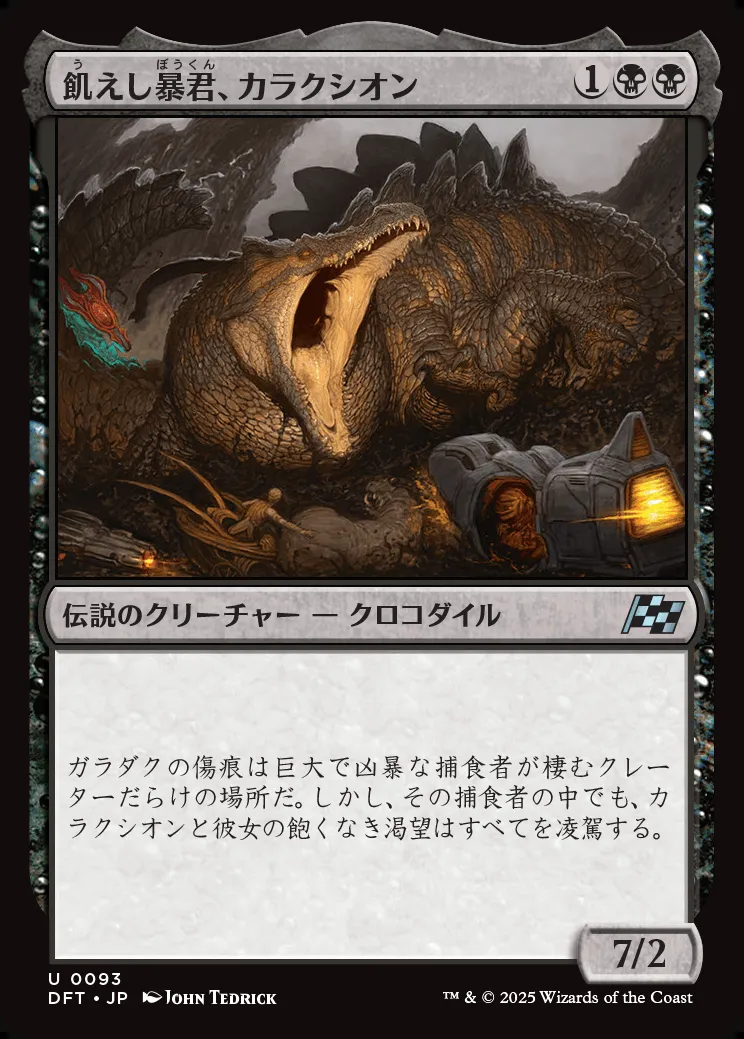 飢えし暴君、カラクシオン 1
伝説のクリーチャー — クロコダイル
ガラダクの傷痕は巨大で凶暴な捕食者が棲むクレー
ターだらけの場所だ。しかし、その捕食者の中でも、カ
ラクシオンと彼女の飽くなき渇望はすべてを凌駕する。
7/2
U 0093
DFT • JP John Tedrick
™ & © 2025 Wizards of the Coast